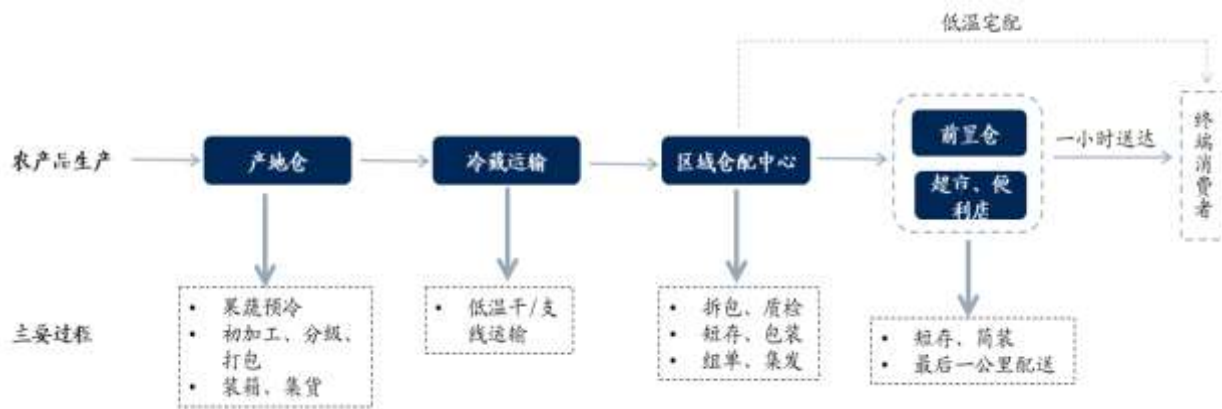 低温宅配
农产品生产
产地仓
冷藏运输
区域仓配中心
前置仓
超市、便
利店
一小时送达
终
端
消
费
者
主要过程
• 果蔬预冷
• 初加工、分级、
打包
• 装箱、集货
• 低温干/支
线运输
• 拆包、质检
• 短存、包装
• 组单、集发
• 短存、简装
• 最后一公里配送